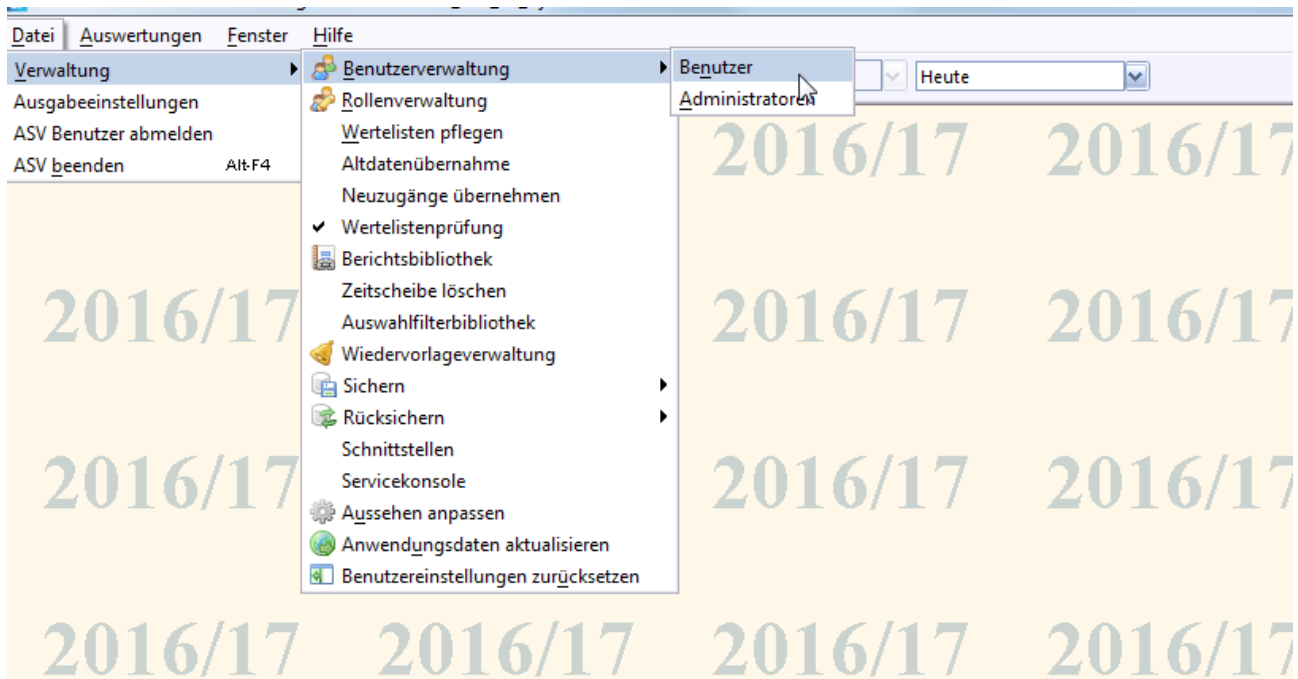 Datei Auswertungen Fenster Hilfe
Verwaltung
Ausgabeeinstellungen
ASV Benutzer abmelden
ASV beenden Alt-F4
Benutzerverwaltung
Rollenverwaltung
Wertelisten pflegen
Altdatenübernahme
Neuzugänge übernehmen
Wertelistenprüfung
Berichtsbibliothek
Zeitscheibe löschen
Auswahlfilterbibliothek
Wiedervorlageverwaltung
Sichern
Rücksichern
Schnittstellen
Servicekonsole
Aussehen anpassen
Anwendungsdaten aktualisieren
Benutzereinstellungen zurücksetzen
Benutzer
Administratoren
Heute
2016/17 2016/17
2016/17 2016/17 2016/17
2016/17 2016/17 2016/17
2016/17 2016/17 2016/17 2016/17